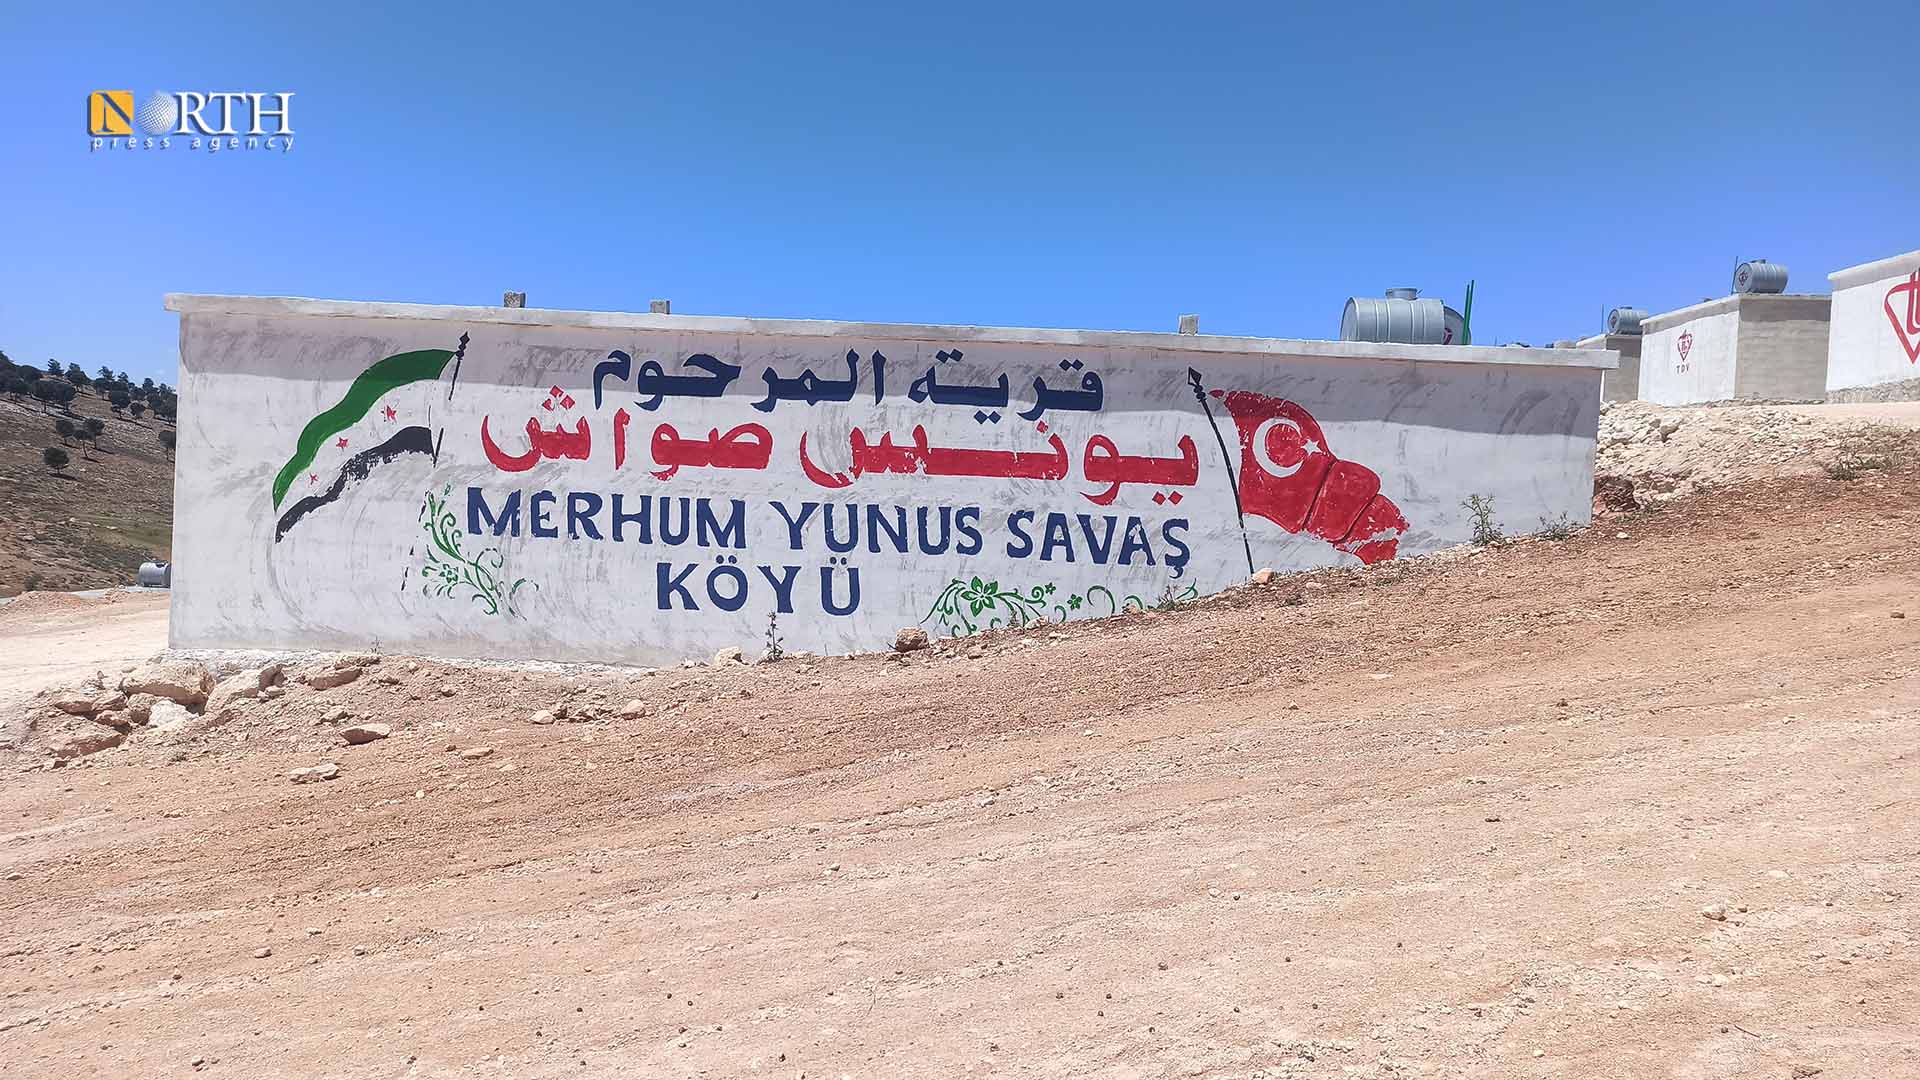 NORTH
press agency
قرية المرحوم
يونس صواش
MERHUM YUNUS SAVAŞ
KÖYÜ
TDV